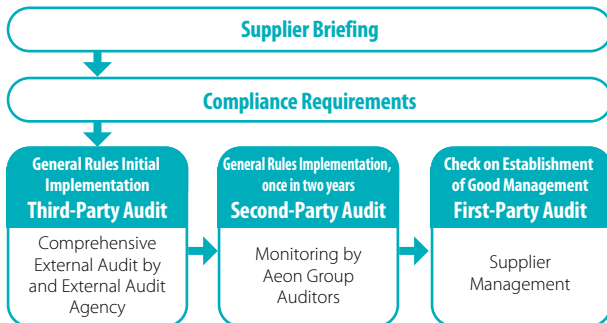 Supplier Briefing
Compliance Requirements
General Rules Initial
Implementation
Third-Party Audit
Comprehensive
External Audit by
and External Audit
Agency
General Rules Implementation,
once in two years
Second-Party Audit
Monitoring by
Aeon Group
Auditors
Check on Establishment
of Good Management
First-Party Audit
Supplier
Management